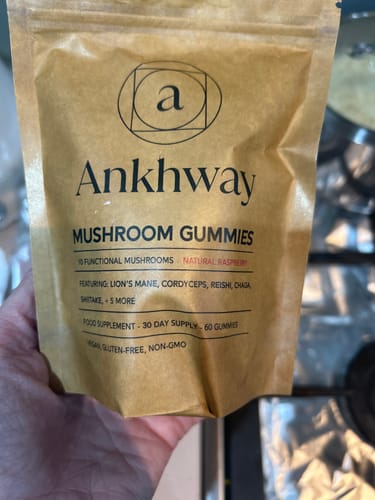 a
Ankhway
MUSHROOM GUMMIES
10 FUNCTIONAL MUSHROOMS - NATURAL RASPBERRY
FEATURING: LION'S MANE, CORDYCEPS, REISHI, CHAGA,
SHIITAKE, + 5 MORE
FOOD SUPPLEMENT - 30 DAY SUPPLY - 60 GUMMIES
VEGAN, GLUTEN-FREE, NON-GMO